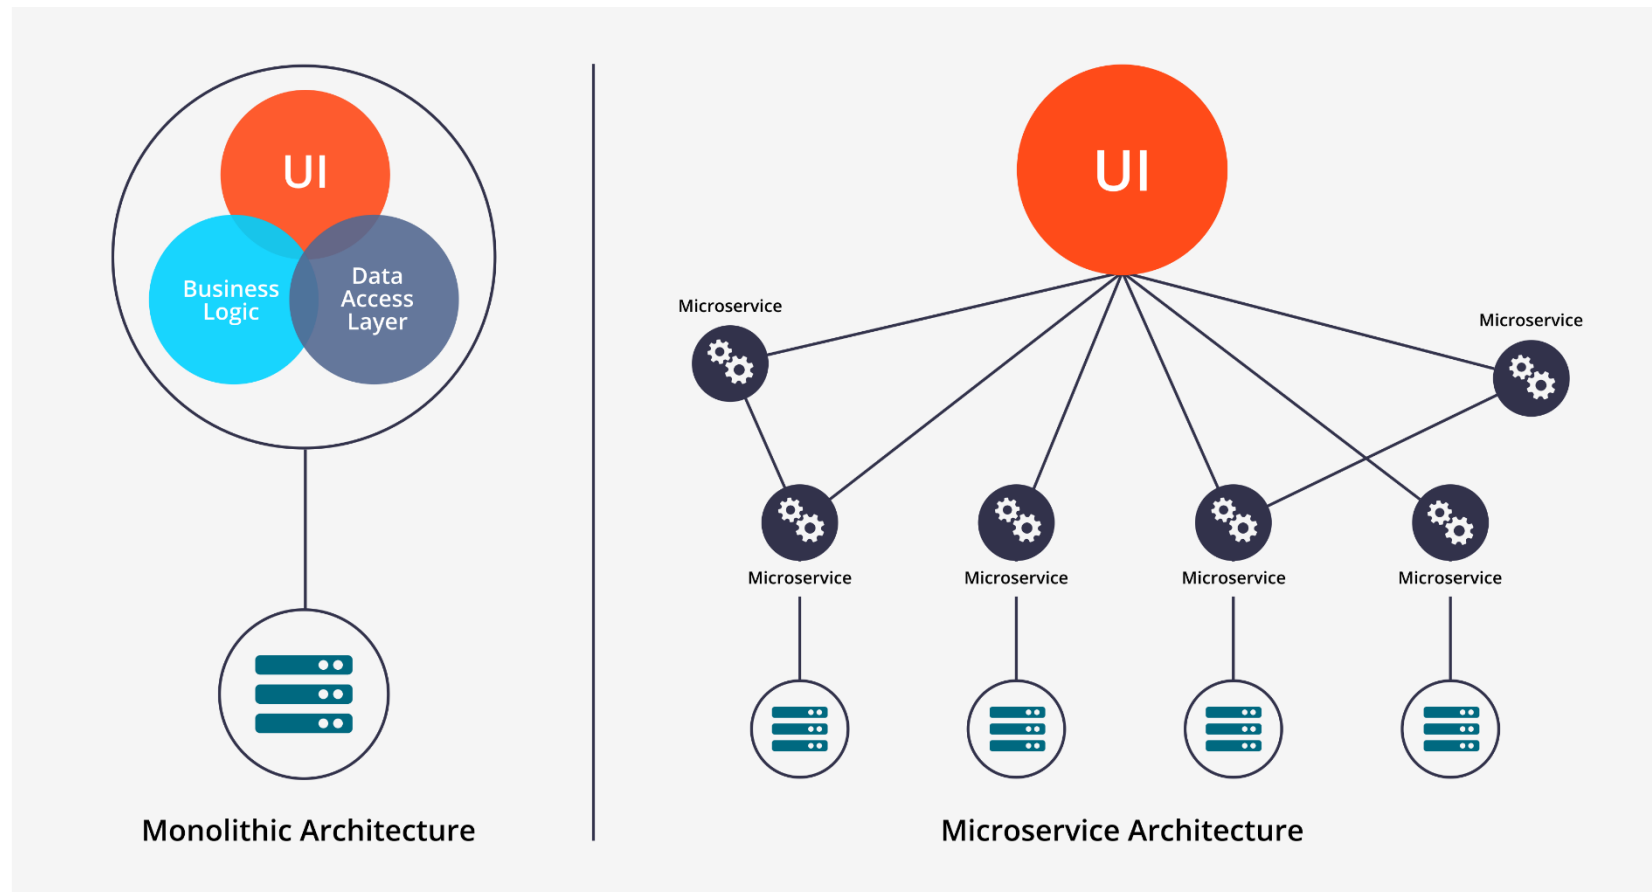 UI
Business
Logic
Data
Access
Layer
Monolithic Architecture
UI
Microservice
Microservice
Microservice
Microservice
Microservice
Microservice
Microservice Architecture